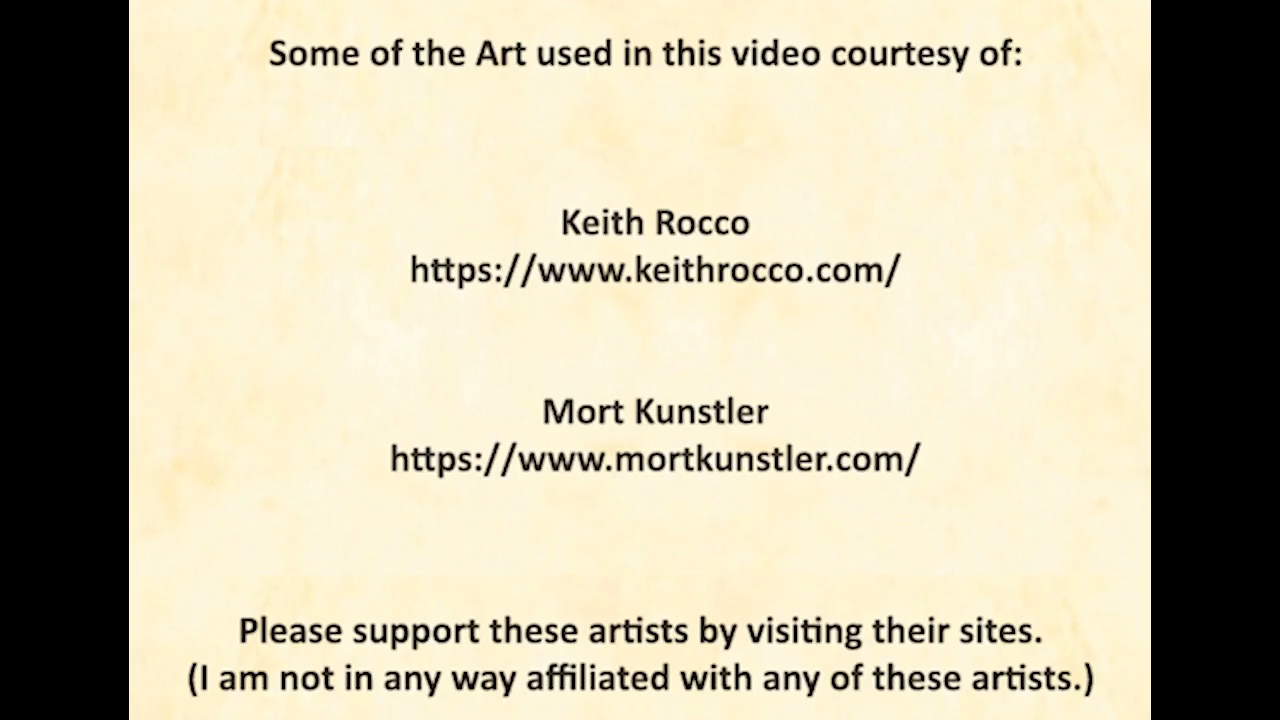 Some of the Art used in this video courtesy of:
Keith Rocco
https://www.keithrocco.com/
Mort Kunstler
https://www.mortkunstler.com/
Please support these artists by visiting their sites.
(I am not in any way affiliated with any of these artists.)